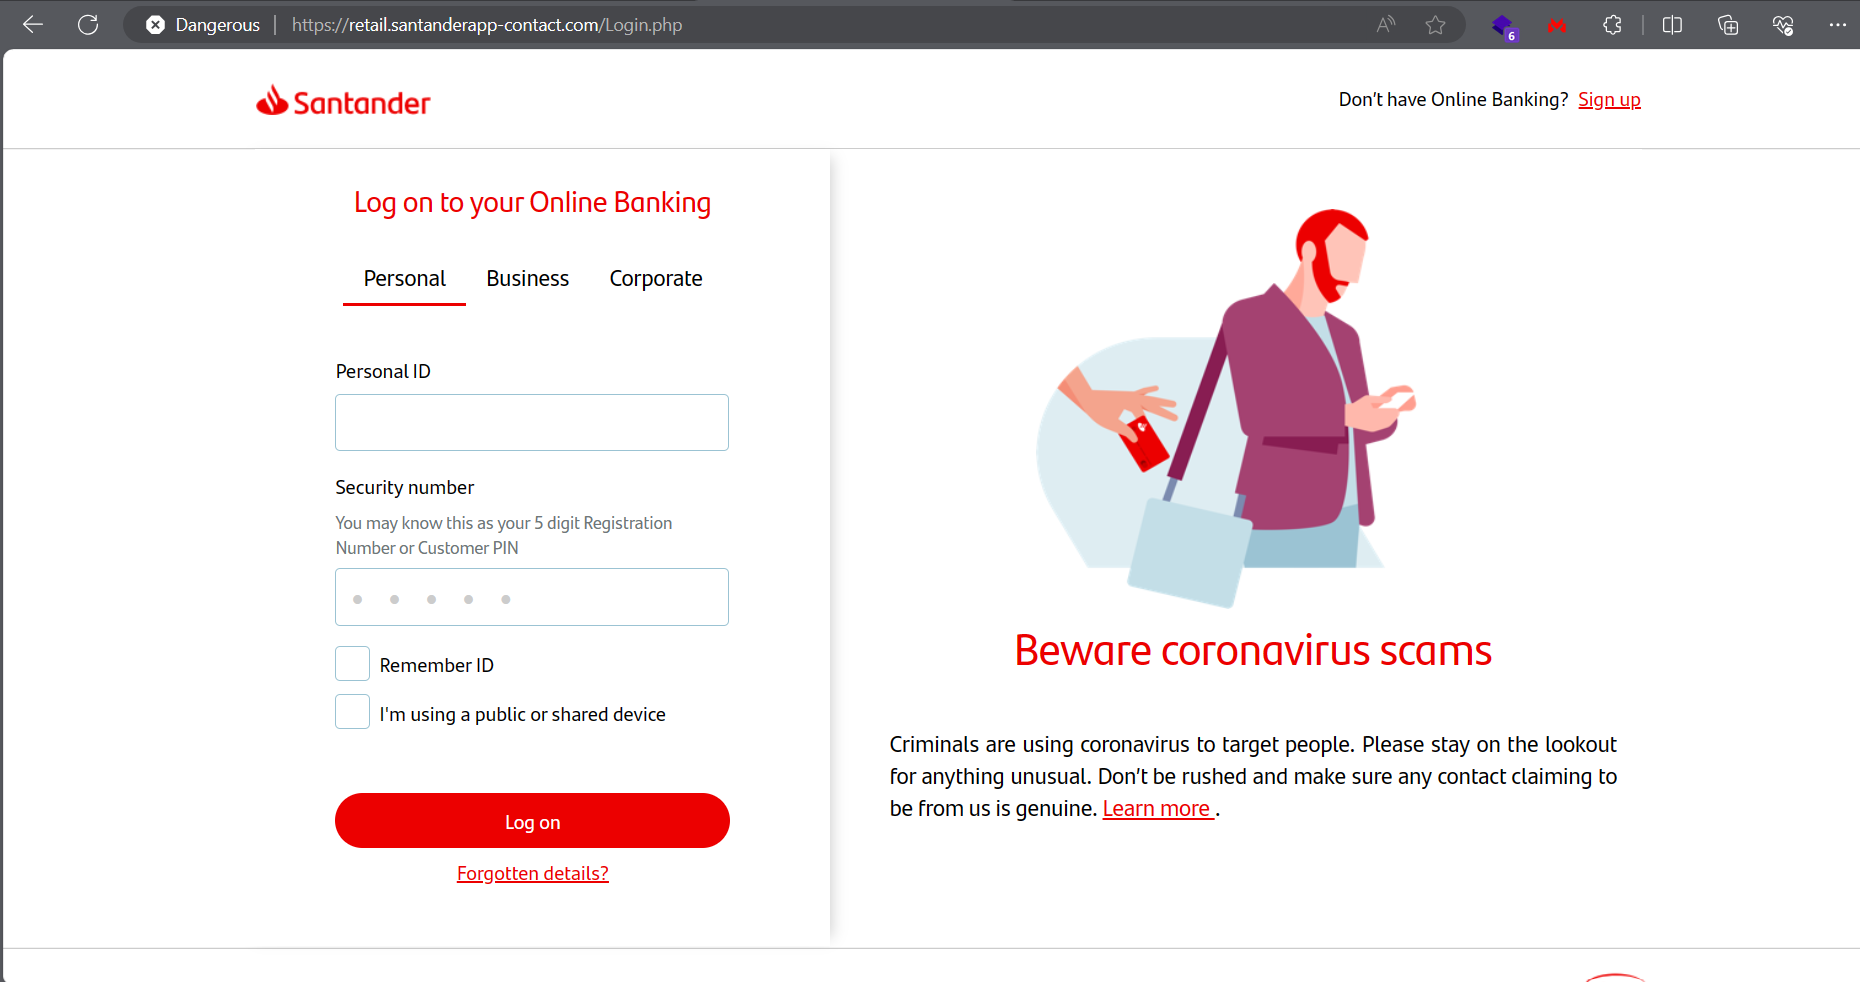 Dangerous https://retail.santanderapp-contact.com/Login.php
6
Santander
Don't have Online Banking? Sign up
Log on to your Online Banking
Personal Business Corporate
Personal ID
Security number
You may know this as your 5 digit Registration
Number or Customer PIN
Remember ID
I'm using a public or shared device
Log on
Forgotten details?
Beware coronavirus scams
Criminals are using coronavirus to target people. Please stay on the lookout
for anything unusual. Don't be rushed and make sure any contact claiming to
be from us is genuine. Learn more .